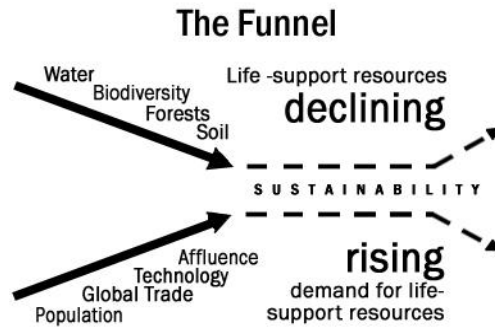 The Funnel
Water
Biodiversity
Forests
Soil
Life -support resources
declining
SUSTAINABILITY
Affluence
Technology
Global Trade
Population
rising
demand for life-
support resources